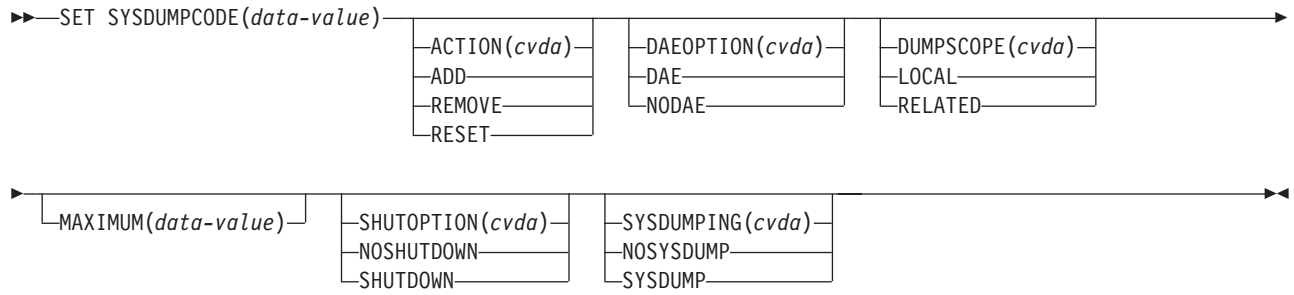 SET SYSDUMPCODE(data-value)
ACTION(cvda)
ADD
REMOVE
RESET
DAEOPTION(cvda)
DAE
NODAE
DUMPSCOPE(cvda)
LOCAL
RELATED
MAXIMUM(data-value)
SHUTOPTION(cvda)
NOSHUTDOWN
SHUTDOWN
SYSDUMPING(cvda)
NOSYSDUMP
SYSDUMP